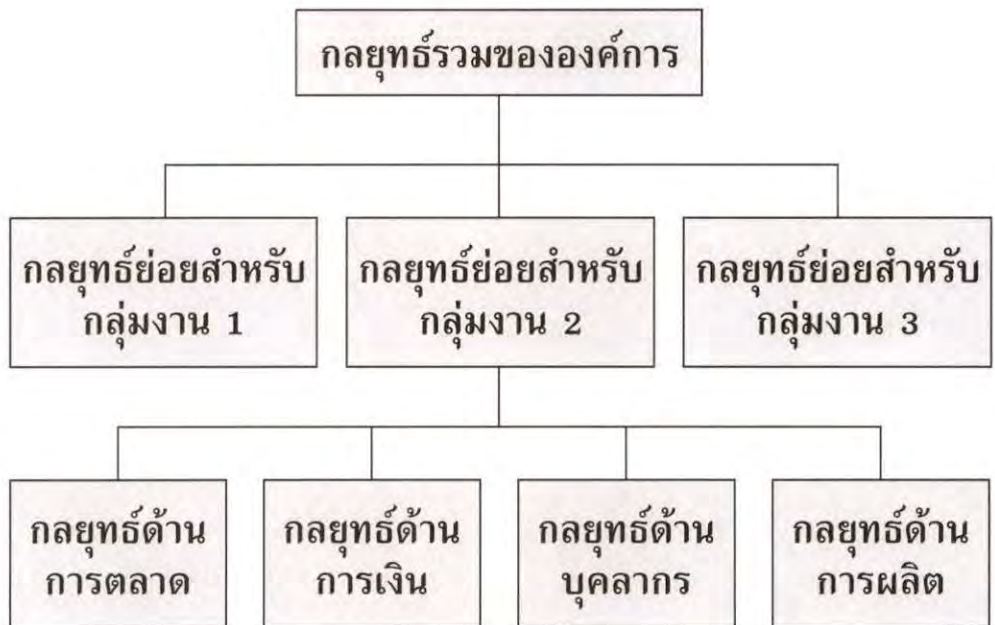 กลยุทธ์รวมขององค์การ
กลยุทธ์ย่อยสำหรับ
กลุ่มงาน 1
กลยุทธ์ย่อยสำหรับ
กลุ่มงาน 2
กลยุทธ์ย่อยสำหรับ
กลุ่มงาน 3
กลยุทธ์ด้าน
การตลาด
กลยุทธ์ด้าน
การเงิน
กลยุทธ์ด้าน
บุคลากร
กลยุทธ์ด้าน
การผลิต